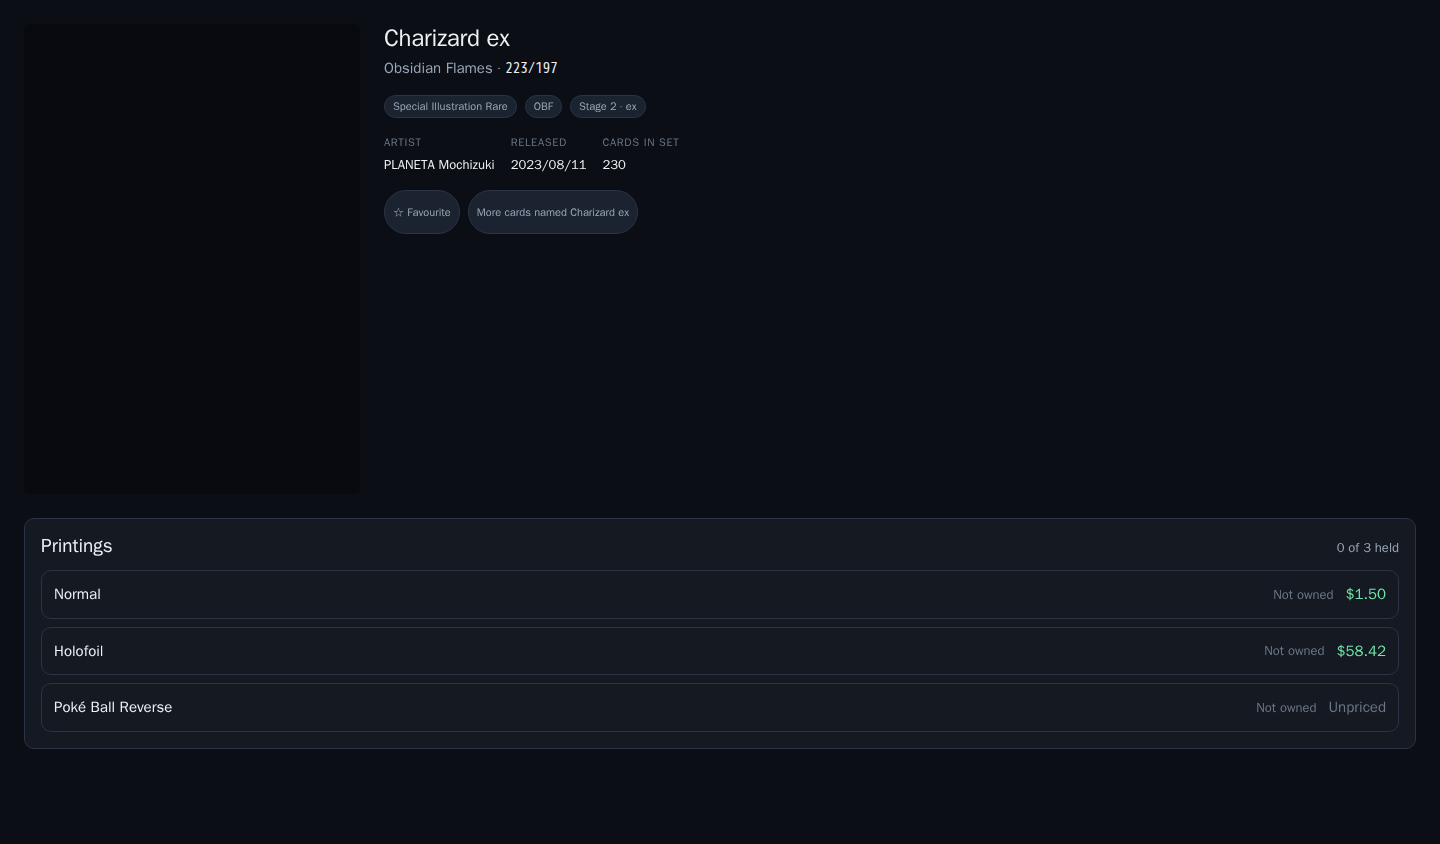 Charizard ex
Obsidian Flames · 223/197
Special Illustration Rare
OBF
Stage 2 · ex
ARTIST
PLANETA Mochizuki
RELEASED
2023/08/11
CARDS IN SET
230
☆ Favourite
More cards named Charizard ex
Printings
0 of 3 held
Normal
Not owned $1.50
Holofoil
Not owned $58.42
Poké Ball Reverse
Not owned Unpriced